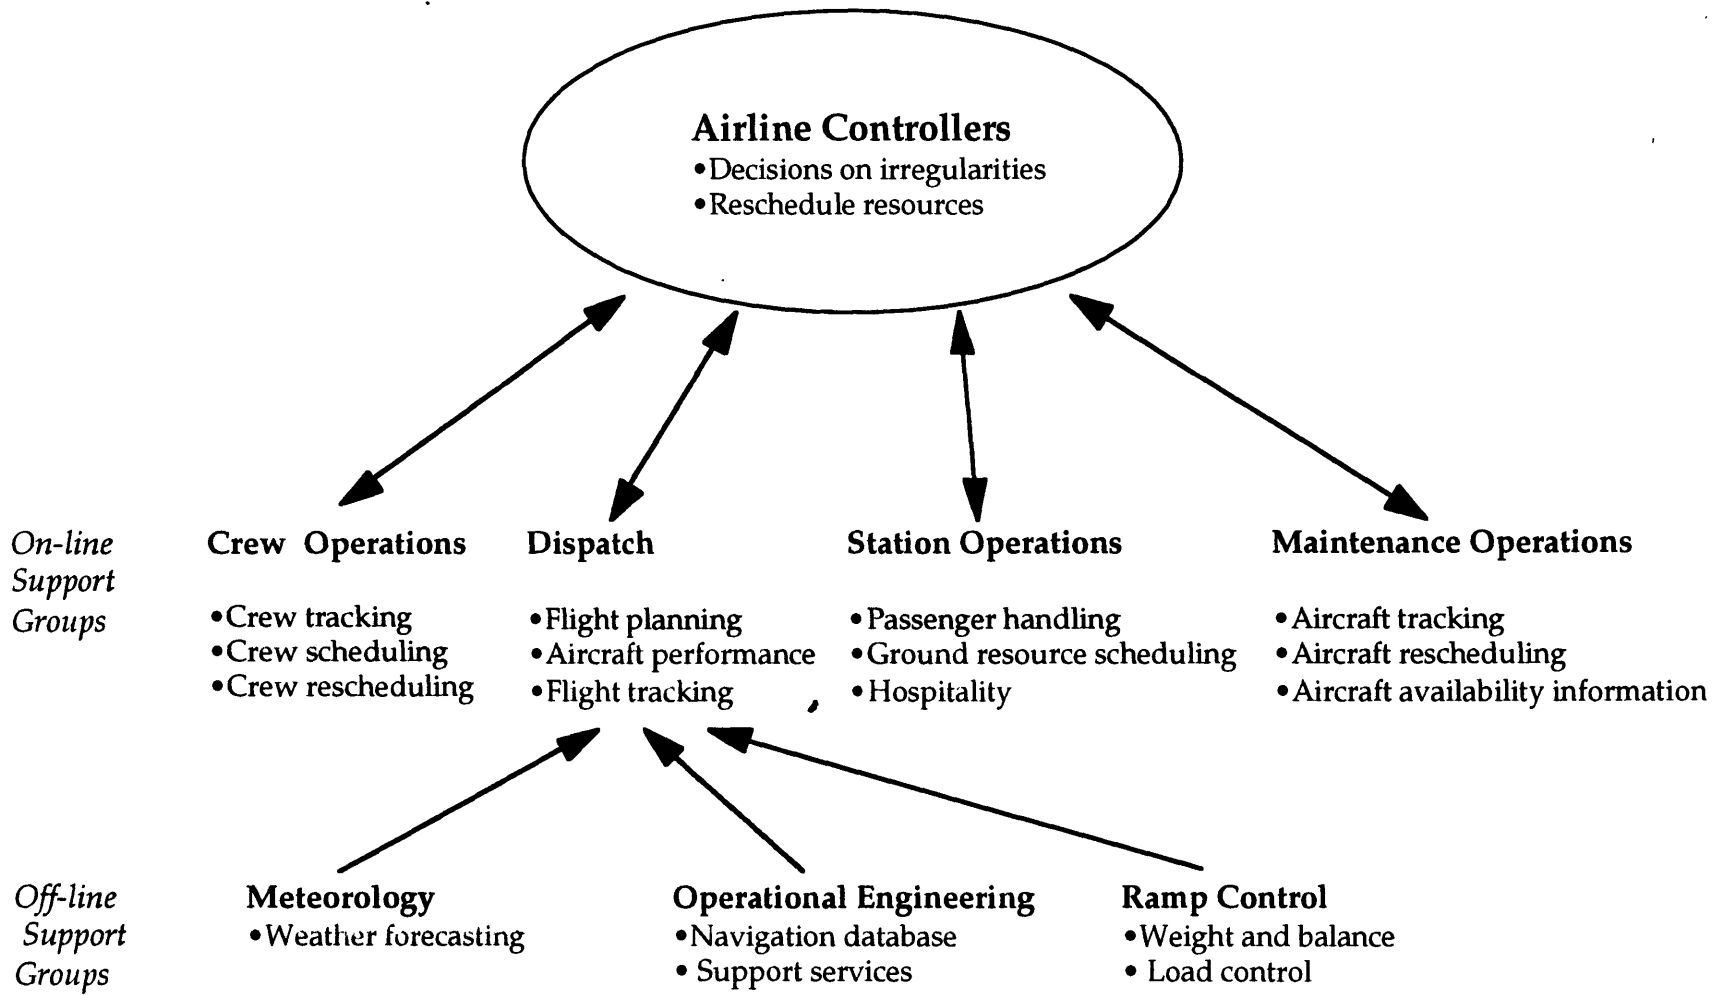 Airline Controllers
•Decisions on irregularities
•Reschedule resources
On-line
Support
Groups
Crew Operations
•Crew tracking
•Crew scheduling
•Crew rescheduling
Dispatch
•Flight planning
•Aircraft performance
•Flight tracking
Station Operations
•Passenger handling
•Ground resource scheduling
•Hospitality
Maintenance Operations
•Aircraft tracking
•Aircraft rescheduling
•Aircraft availability information
Off-line
Support
Groups
Meteorology
•Weather forecasting
Operational Engineering
•Navigation database
• Support services
Ramp Control
•Weight and balance
• Load control